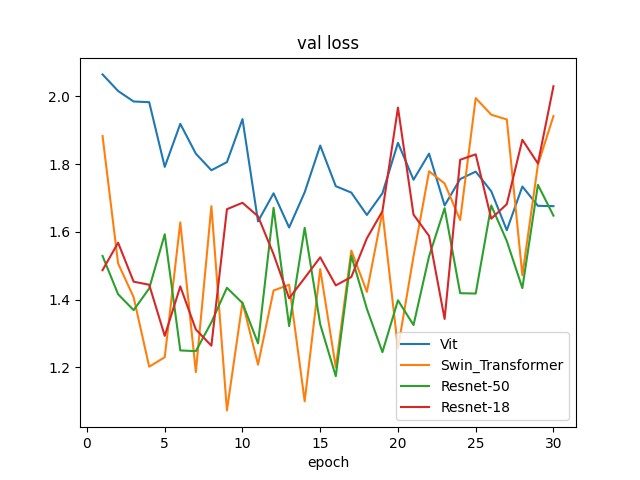 val loss
2.0
1.8
1.6
1.4
1.2
0 5 10 15 20 25 30
epoch
Vit
Swin_Transformer
Resnet-50
Resnet-18